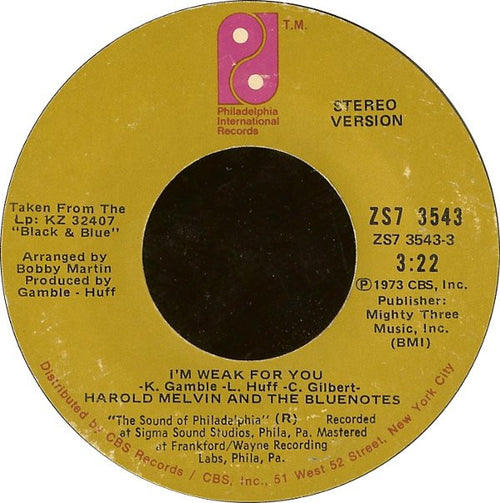 T.M.
Philadelphia
International
Records
STEREO
VERSION
Taken From The
Lp: KZ 32407
"Black & Blue"
Arranged by
Bobby Martin
Produced by
Gamble - Huff
ZS7 3543
ZS7 3543-3
3:22
Ⓟ1973 CBS, Inc.
Publisher:
Mighty Three
Music, Inc.
(BMI)
I'M WEAK FOR YOU
-K. Gamble -L. Huff -C. Gilbert-
HAROLD MELVIN AND THE BLUENOTES
"The Sound of Philadelphia" (R) Recorded
at Sigma Sound Studios, Phila, Pa. Mastered
at Frankford/Wayne Recording
Labs, Phila, Pa.
Distributed by CBS Records / CBS, Inc., 51 West 52 Street, New York City